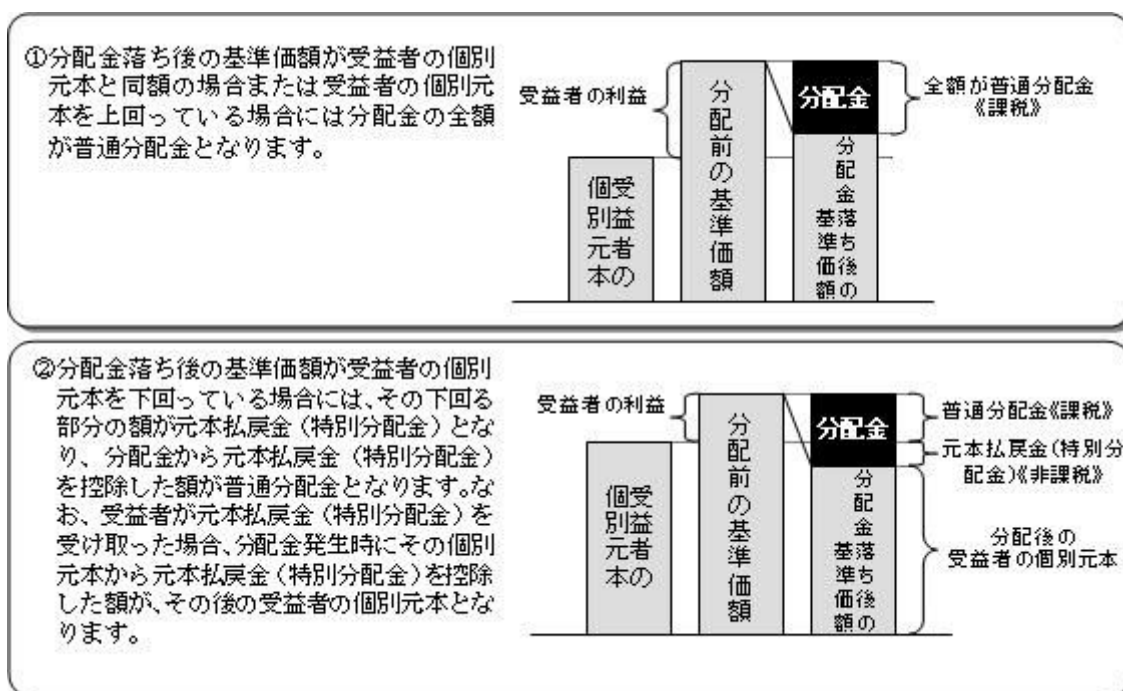 ①分配金落ち後の基準価額が受益者の個別
元本と同額の場合または受益者の個別元
本を上回っている場合には分配金の全額
が普通分配金となります。
受益者の利益
受益者の
個別元本
分配前の基準価額
分配金
分配金落ち後の
基準価額
全額が普通分配金
《課税》
②分配金落ち後の基準価額が受益者の個別
元本を下回っている場合には、その下回る
部分の額が元本払戻金(特別分配金)とな
り、分配金から元本払戻金(特別分配金)
を控除した額が普通分配金となります。な
お、受益者が元本払戻金(特別分配金)を
受け取った場合、分配金発生時にその個別
元本から元本払戻金(特別分配金)を控除
した額が、その後の受益者の個別元本とな
ります。
受益者の利益
受益者の
個別元本
分配前の基準価額
分配金
分配金落ち後の
基準価額
普通分配金《課税》
元本払戻金(特別分
配金)《非課税》
分配後の
受益者の個別元本